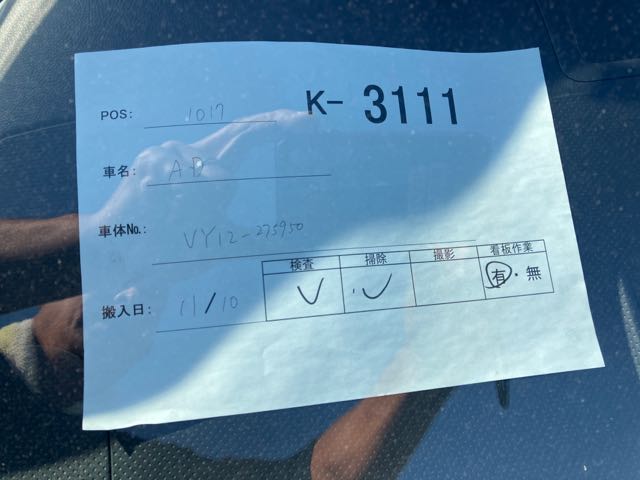 K- 3111
POS: 1017
車名: AD
車体No.: VY12-275950
搬入日: 11/10
検査 掃除 撮影 看板作業
有・無